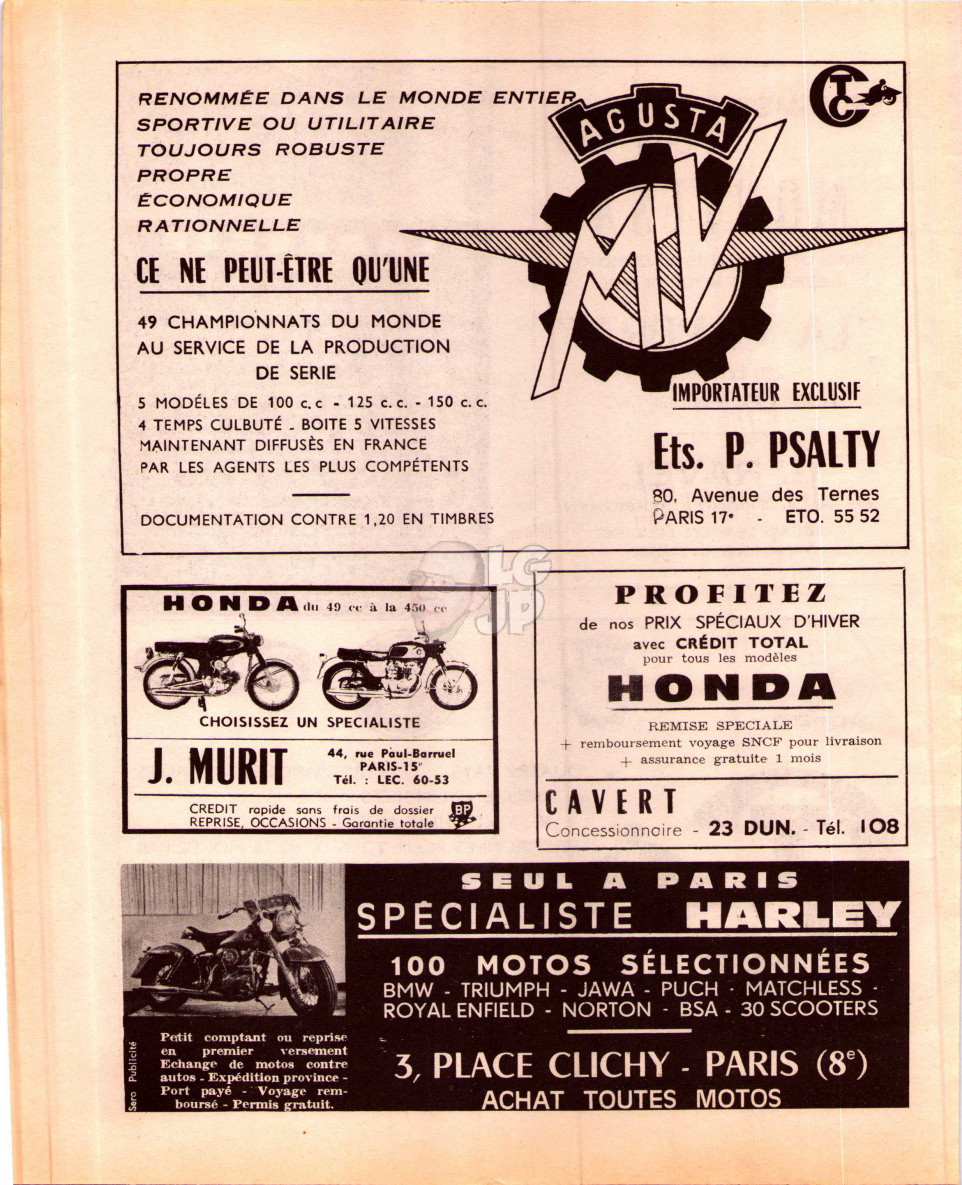 RENOMMÉE DANS LE MONDE ENTIER
SPORTIVE OU UTILITAIRE
TOUJOURS ROBUSTE
PROPRE
ÉCONOMIQUE
RATIONNELLE
CE NE PEUT-ÊTRE QU'UNE
AGUSTA
MV
CTC
49 CHAMPIONNATS DU MONDE
AU SERVICE DE LA PRODUCTION
DE SERIE
5 MODÉLES DE 100 c.c - 125 c.c. - 150 c.c.
4 TEMPS CULBUTÉ - BOITE 5 VITESSES
MAINTENANT DIFFUSÈS EN FRANCE
PAR LES AGENTS LES PLUS COMPÉTENTS
DOCUMENTATION CONTRE 1,20 EN TIMBRES
IMPORTATEUR EXCLUSIF
Ets. P. PSALTY
80, Avenue des Ternes
PARIS 17e - ETO. 55 52
LG
JP
HONDA du 49 cc à la 450 cc
CHOISISSEZ UN SPECIALISTE
J. MURIT
44, rue Paul-Barruel
PARIS-15e
Tél. : LEC. 60-53
CREDIT rapide sans frais de dossier
REPRISE, OCCASIONS - Garantie totale
BP
PROFITEZ
de nos PRIX SPÉCIAUX D'HIVER
avec CRÉDIT TOTAL
pour tous les modèles
HONDA
REMISE SPECIALE
+ remboursement voyage SNCF pour livraison
+ assurance gratuite 1 mois
CAVERT
Concessionnaire - 23 DUN. - Tél. 108
SEUL A PARIS
SPÉCIALISTE HARLEY
100 MOTOS SÉLECTIONNÉES
BMW - TRIUMPH - JAWA - PUCH - MATCHLESS -
ROYAL ENFIELD - NORTON - BSA - 30 SCOOTERS
3, PLACE CLICHY - PARIS (8e)
ACHAT TOUTES MOTOS
Petit comptant ou reprise
en premier versement
Echange de motos contre
autos - Expédition province -
Port payé - Voyage rem-
boursé - Permis gratuit.
Sero Publicité